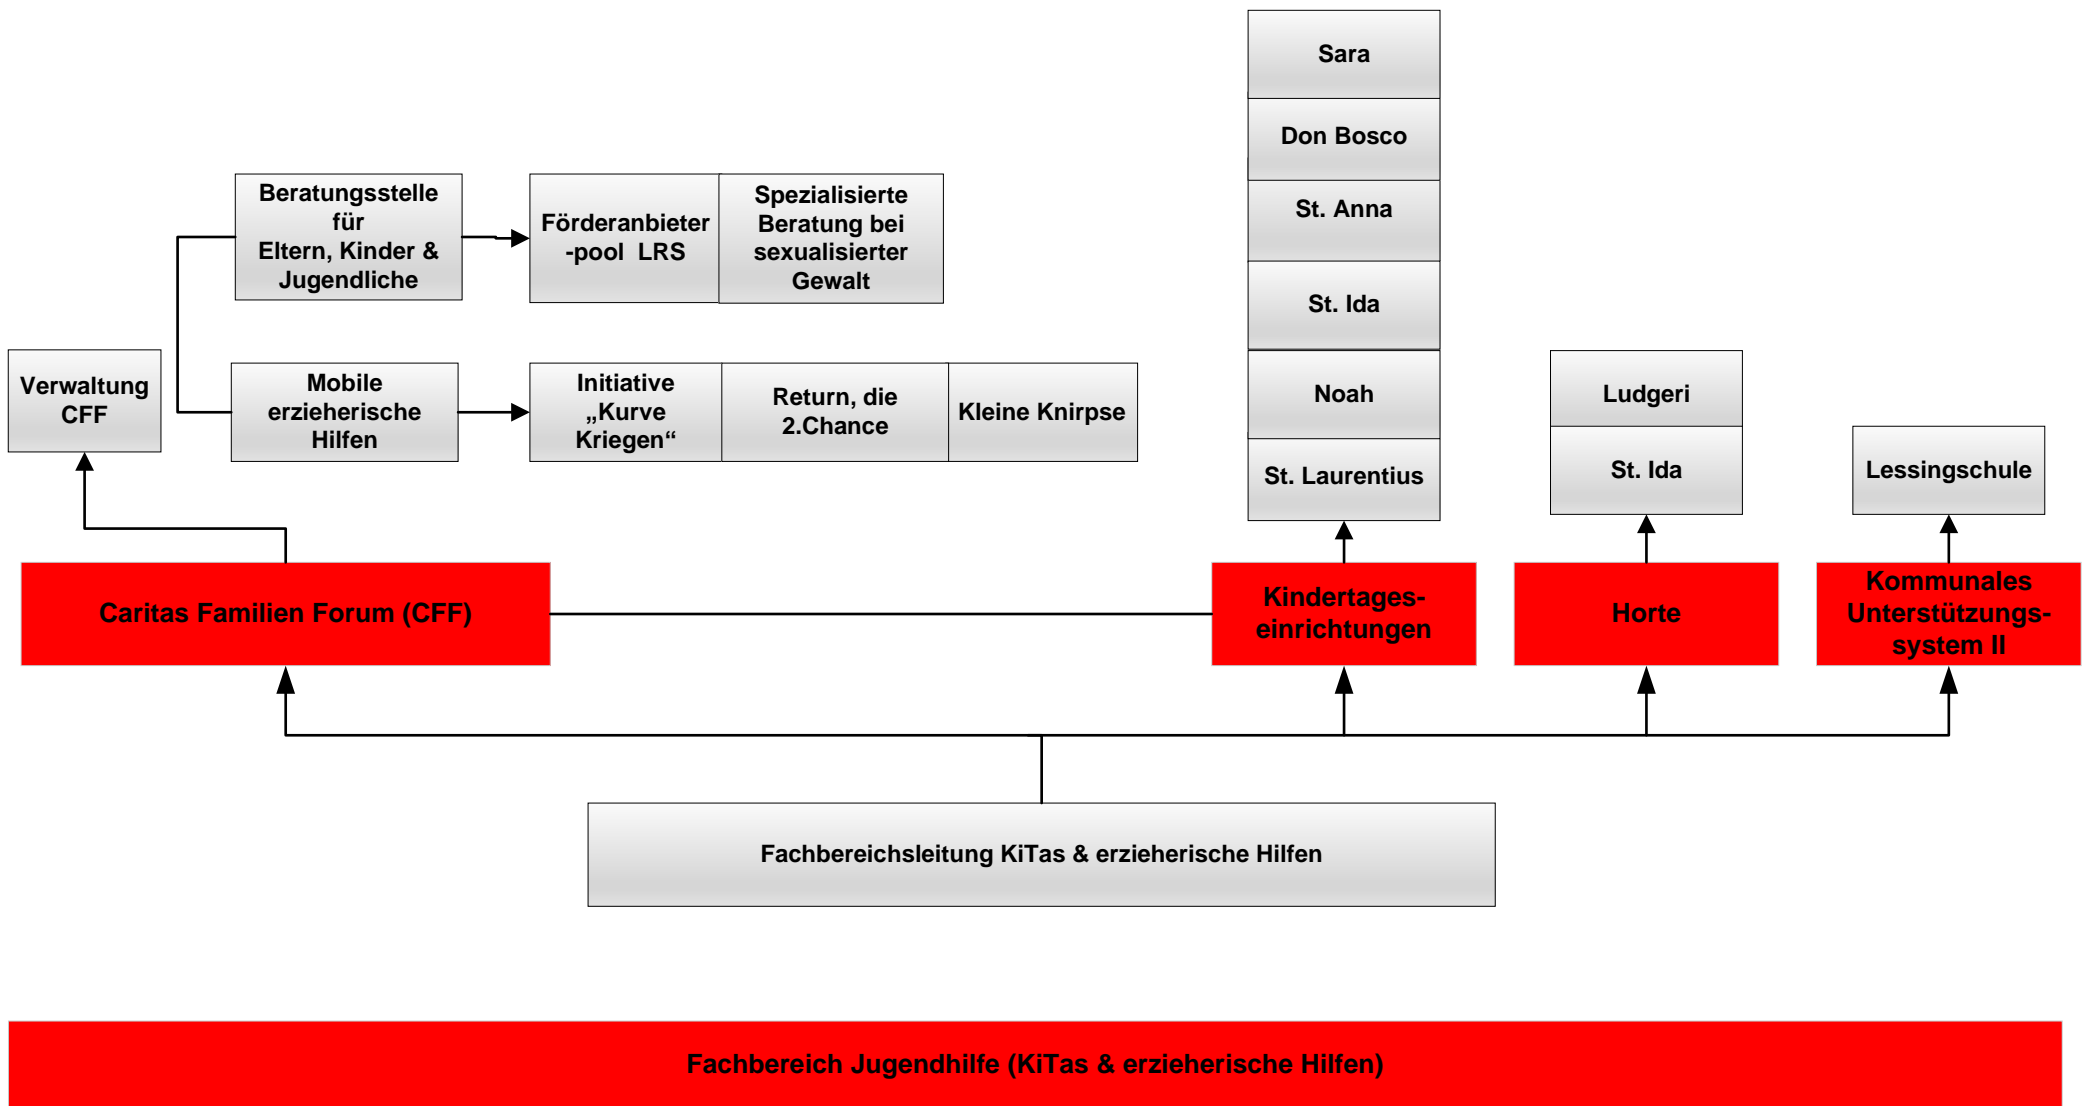 Sara
Don Bosco
St. Anna
St. Ida
Noah
St. Laurentius
Beratungsstelle
für
Eltern, Kinder &
Jugendliche
Förderanbieter
-pool LRS
Spezialisierte
Beratung bei
sexualisierter
Gewalt
Verwaltung
CFF
Mobile
erzieherische
Hilfen
Initiative
„Kurve
Kriegen“
Return, die
2.Chance
Kleine Knirpse
Ludgeri
St. Ida
Lessingschule
Caritas Familien Forum (CFF)
Kindertages-
einrichtungen
Horte
Kommunales
Unterstützungs-
system II
Fachbereichsleitung KiTas & erzieherische Hilfen
Fachbereich Jugendhilfe (KiTas & erzieherische Hilfen)